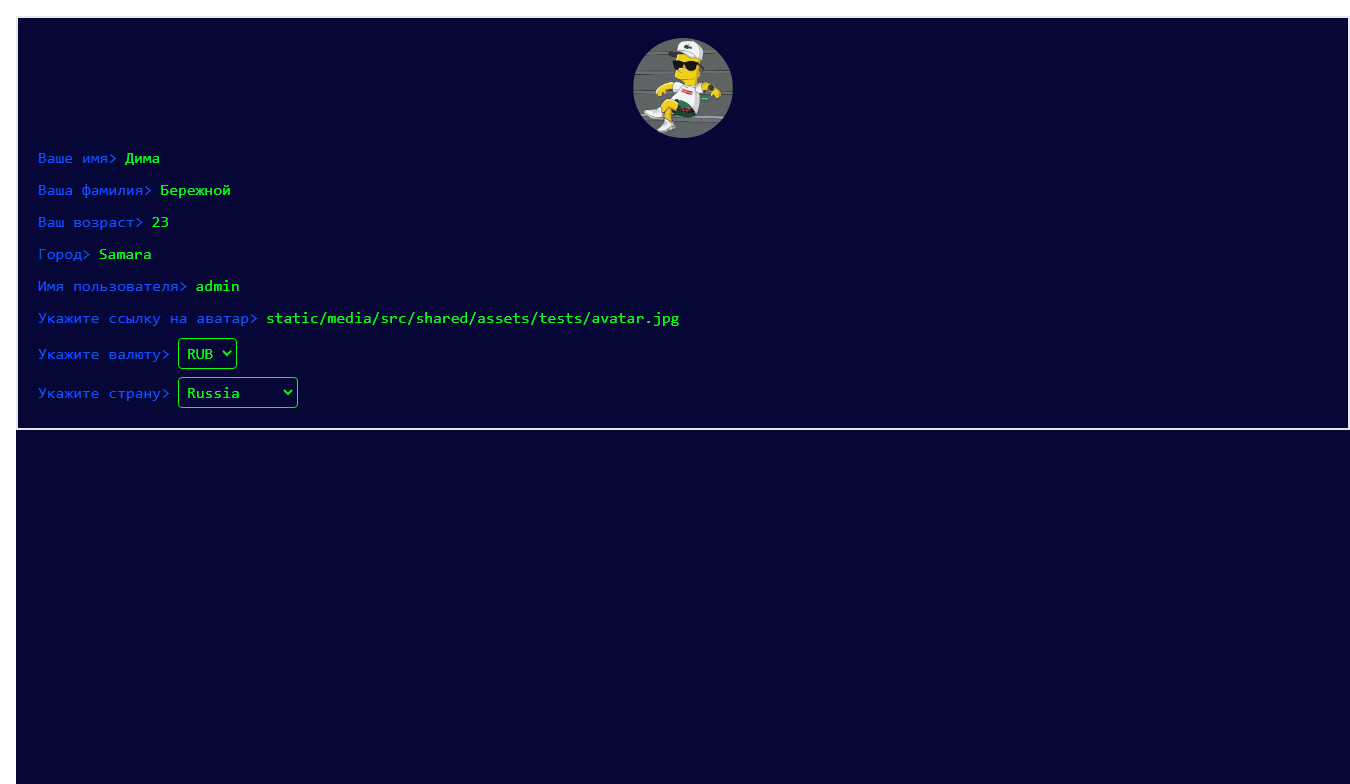 Ваше имя> Дима
Ваша фамилия> Бережной
Ваш возраст> 23
Город> Samara
Имя пользователя> admin
Укажите ссылку на аватар> static/media/src/shared/assets/tests/avatar.jpg
Укажите валюту> RUB
Укажите страну> Russia